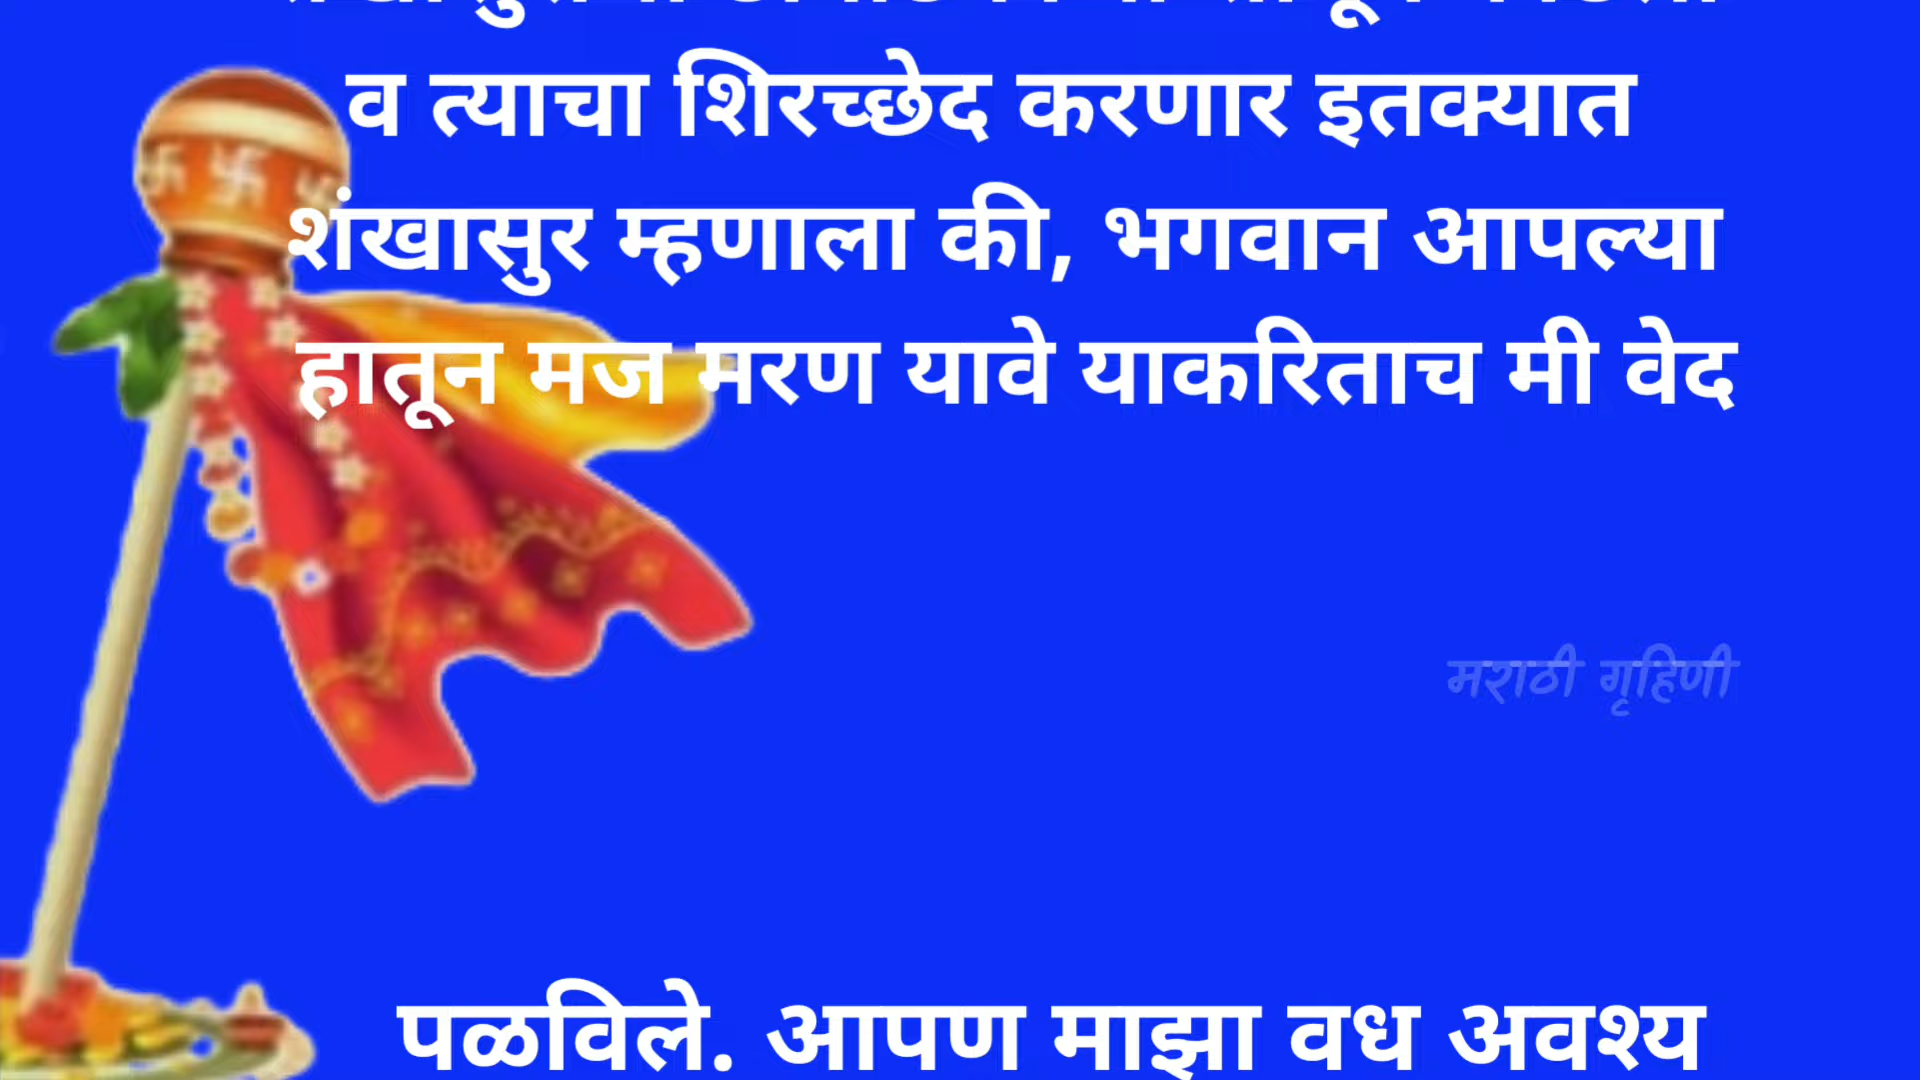 व त्याचा शिरच्छेद करणार इतक्यात
शंखासुर म्हणाला की, भगवान आपल्या
हातून मज मरण यावे याकरिताच मी वेद
मराठी गृहिणी
पळविले. आपण माझा वध अवश्य